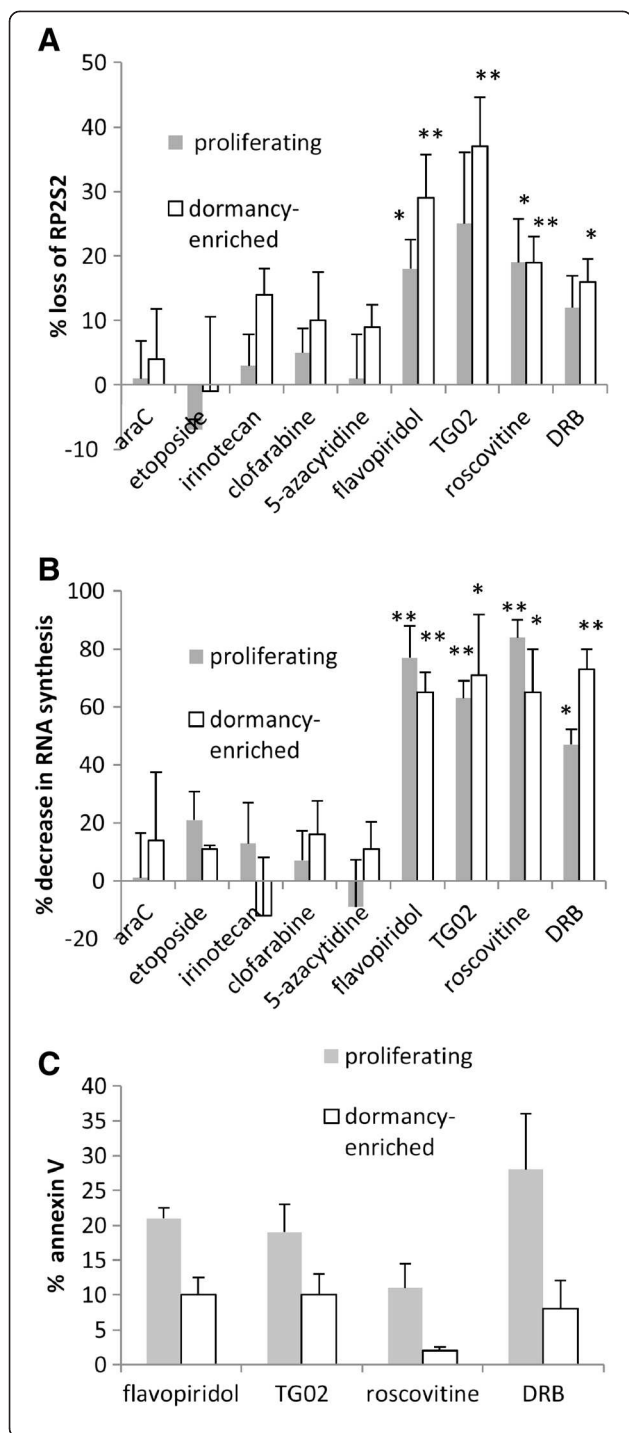 A
50
40
30
20
10
0
-10
% loss of RP2S2
proliferating
dormancy-
enriched
* ** ** * ** *
araC
etoposide
irinotecan
clofarabine
5-azacytidine
flavopiridol
TG02
roscovitine
DRB
B
100
80
60
40
20
0
-20
% decrease in RNA synthesis
proliferating
dormancy-
enriched
** ** ** * ** * * **
araC
etoposide
irinotecan
clofarabine
5-azacytidine
flavopiridol
TG02
roscovitine
DRB
C
40
35
30
25
20
15
10
5
0
% annexin V
proliferating
dormancy-
enriched
flavopiridol
TG02
roscovitine
DRB